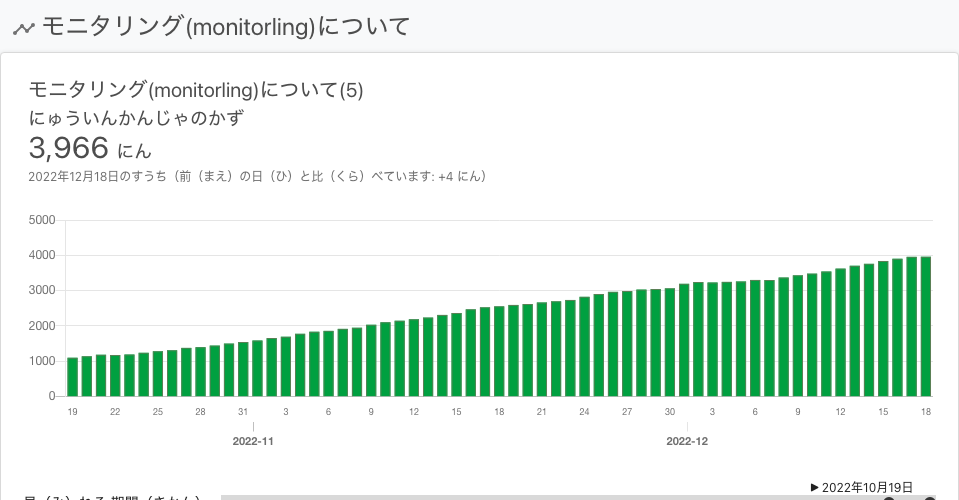 モニタリング(monitorling)について
モニタリング(monitorling)について(5)
にゅういんかんじゃのかず
3,966 にん
2022年12月18日のすうち（前（まえ）の日（ひ）と比（くら）べています: +4 にん）
5000
4000
3000
2000
1000
0
19 22 25 28 31 3 6 9 12 15 18 21 24 27 30 3 6 9 12 15 18
2022-11 2022-12
▶ 2022年10月19日